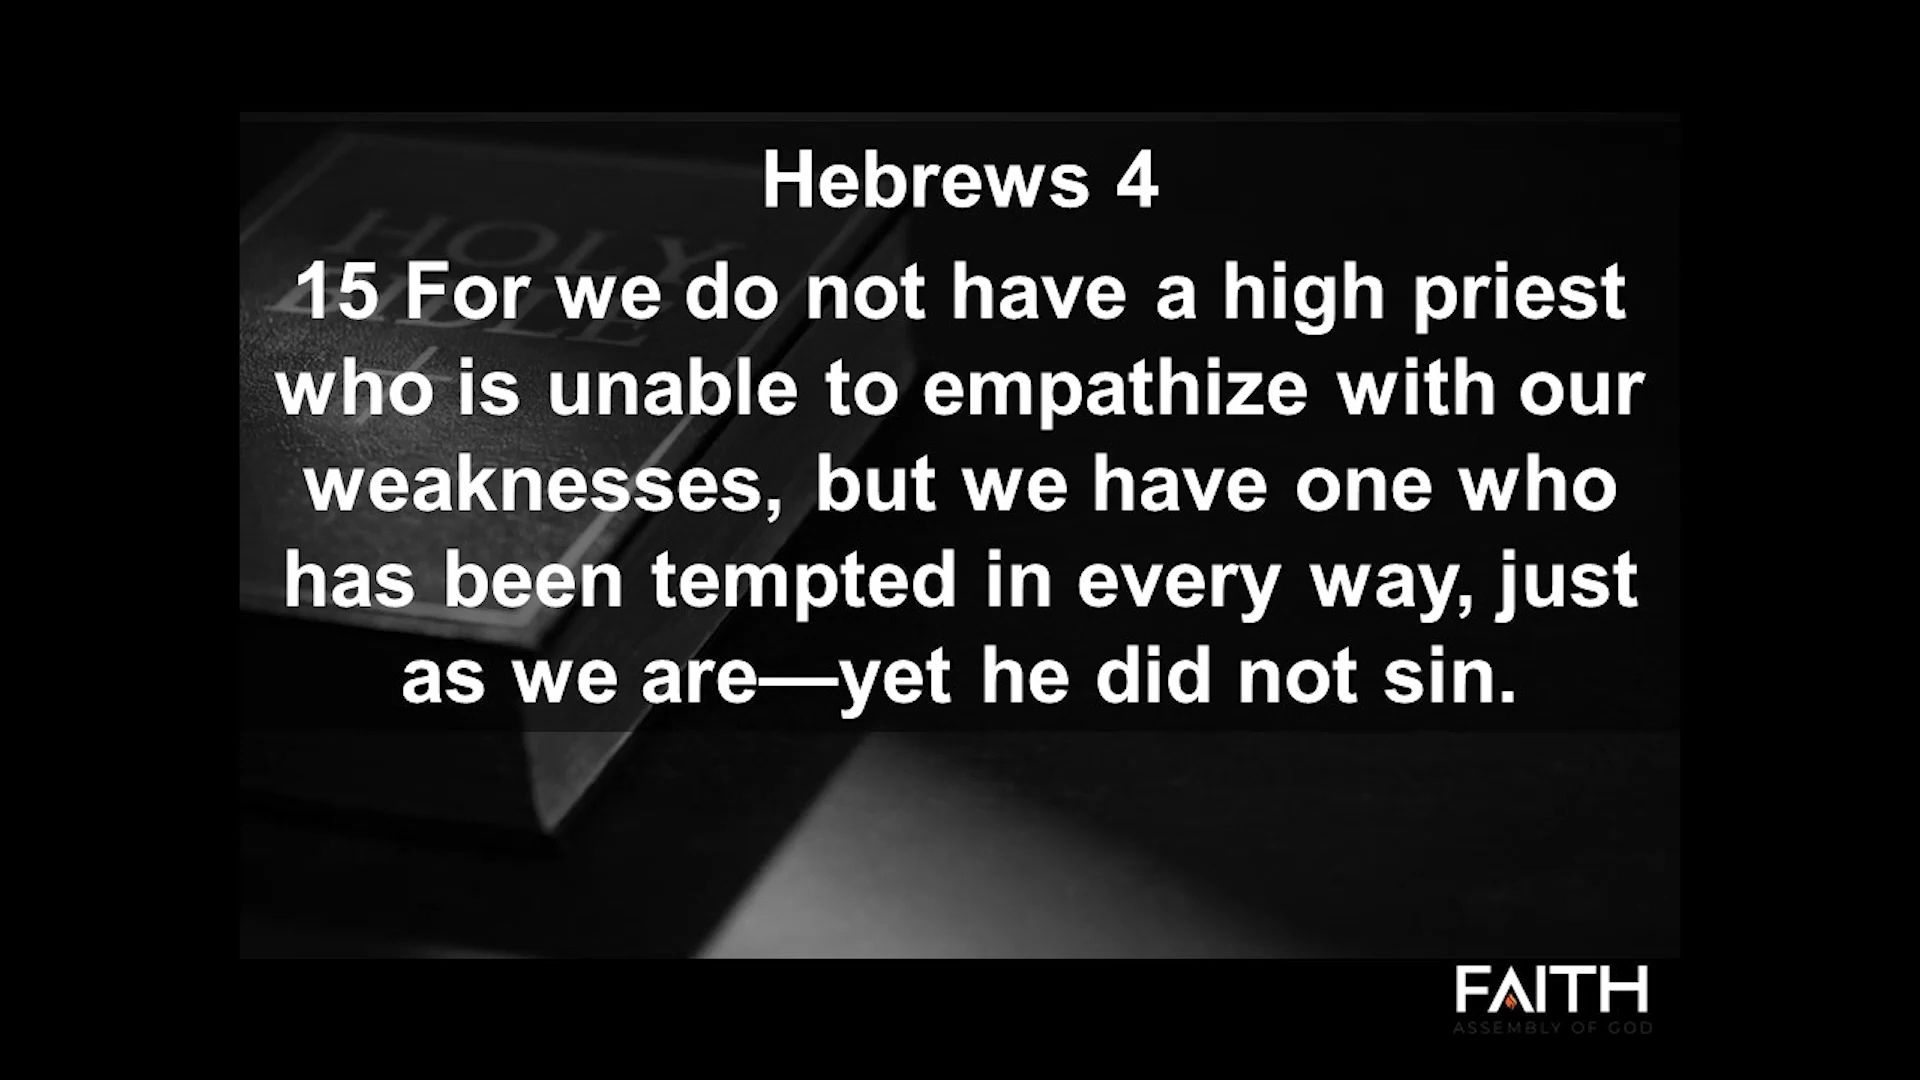 Hebrews 4
15 For we do not have a high priest
who is unable to empathize with our
weaknesses, but we have one who
has been tempted in every way, just
as we are—yet he did not sin.
HOLY
BIBLE
FAITH
ASSEMBLY OF GOD